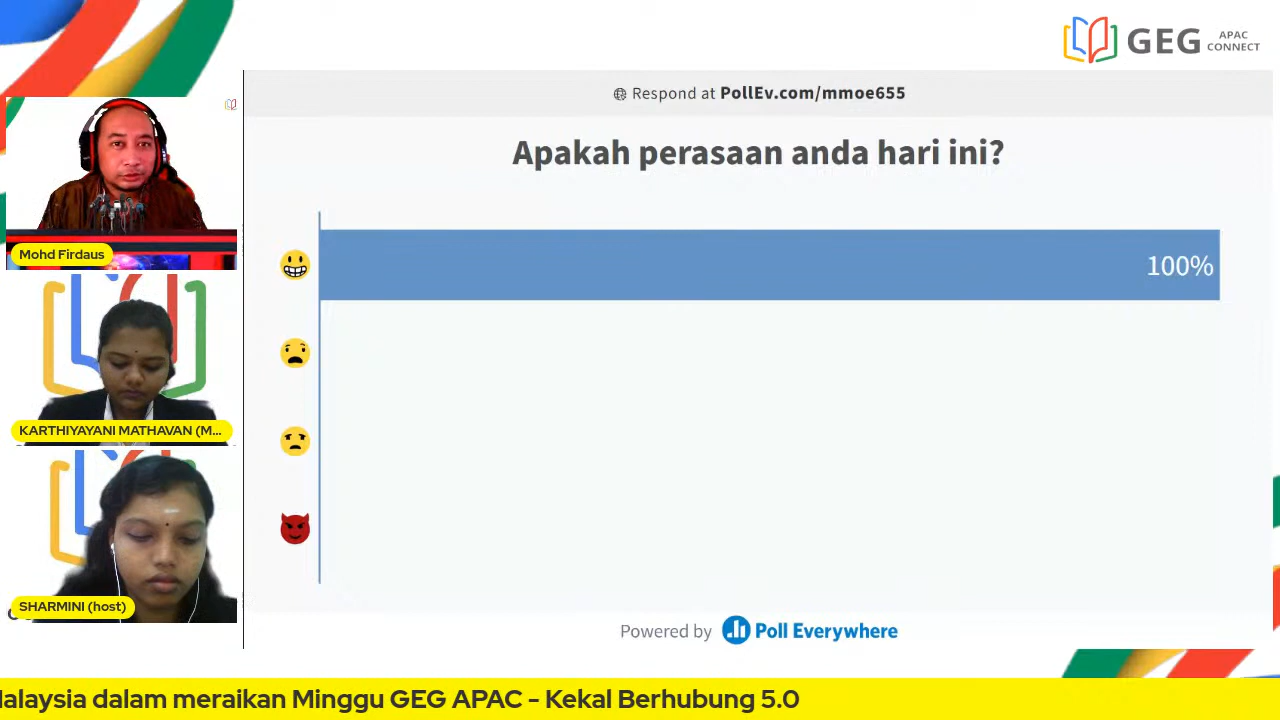 GEG APAC CONNECT
Respond at PollEv.com/mmoe655
Apakah perasaan anda hari ini?
100%
Mohd Firdaus
KARTHIYAYANI MATHAVAN (M...
SHARMINI (host)
Powered by Poll Everywhere
alaysia dalam meraikan Minggu GEG APAC - Kekal Berhubung 5.0